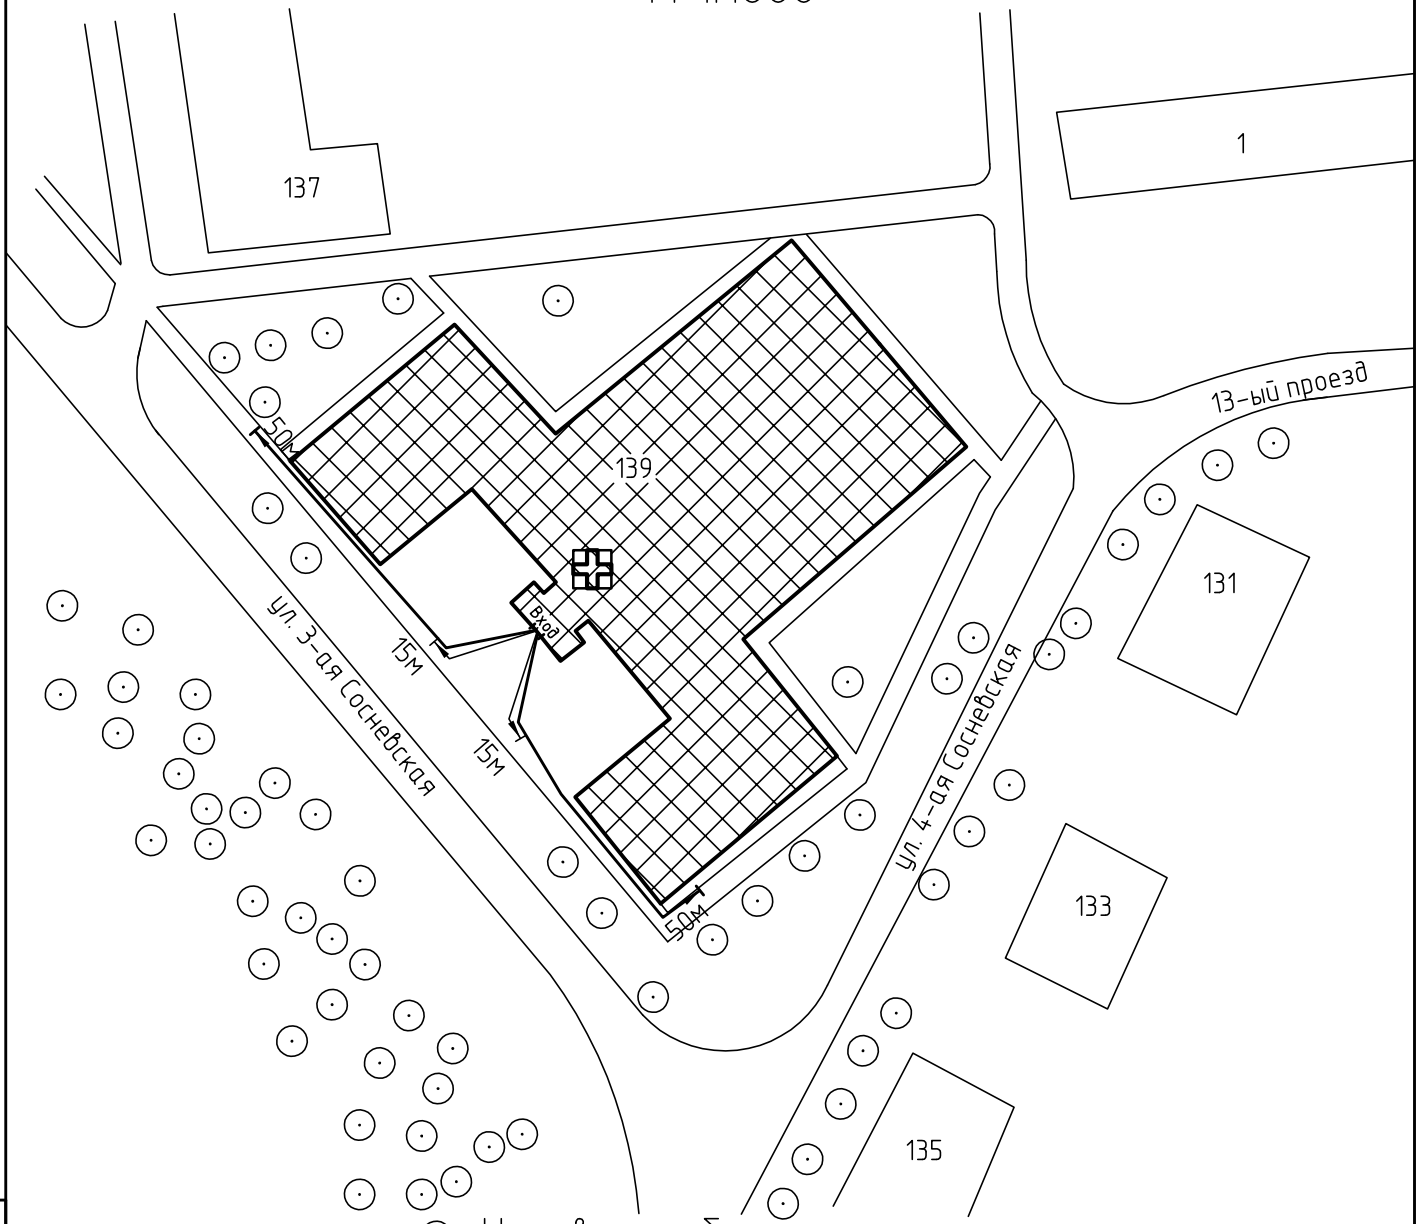 137
1
13-ый проезд
50м
139
131
Вход
15м
ул. 3-ая Сосневская
15м
ул. 4-ая Сосневская
133
50м
135